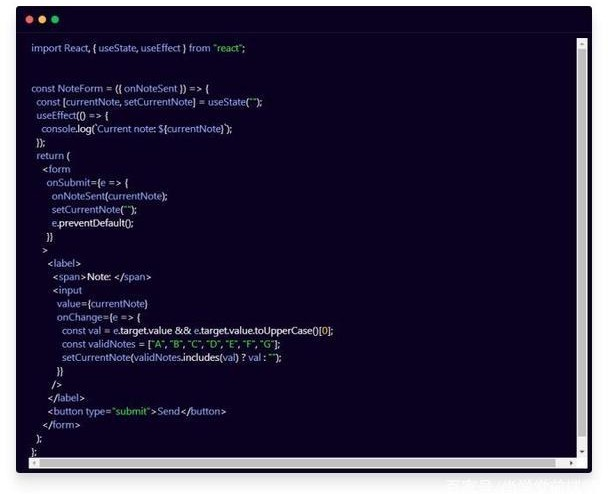 import React, { useState, useEffect } from "react";
const NoteForm = ({ onNoteSent }) => {
const [currentNote, setCurrentNote] = useState("");
useEffect(() => {
console.log(`Current note: ${currentNote}`);
});
return (
<form
onSubmit={e => {
onNoteSent(currentNote);
setCurrentNote("");
e.preventDefault();
}}
>
<label>
<span>Note: </span>
<input
value={currentNote}
onChange={e => {
const val = e.target.value && e.target.value.toUpperCase()[0];
const validNotes = ["A", "B", "C", "D", "E", "F", "G"];
setCurrentNote(validNotes.includes(val) ? val : "");
}}
/>
</label>
<button type="submit">Send</button>
</form>
);
};